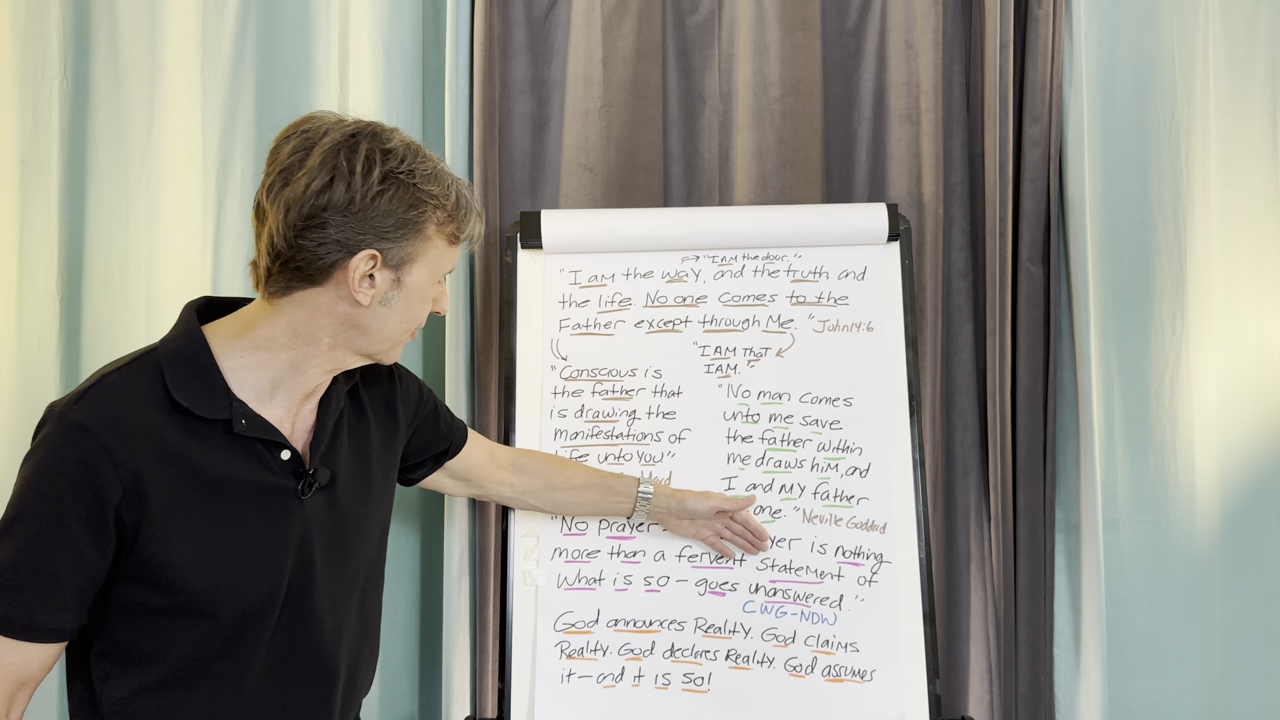 → "I AM the door."
"I am the way, and the truth and
the life. No one comes to the
Father except through Me." John 14:6
"I AM That
I AM."
"Conscious is
the father that
is drawing the
manifestations of
life unto you"
"No man comes
unto me save
the father within
me draws him, and
I and my father
one." Neville Goddard
"No prayer - yer is nothing
more than a fervent statement of
what is so - goes unanswered."
CWG-NDW
God announces Reality. God claims
Reality. God declares Reality. God assumes
it - and it is so!